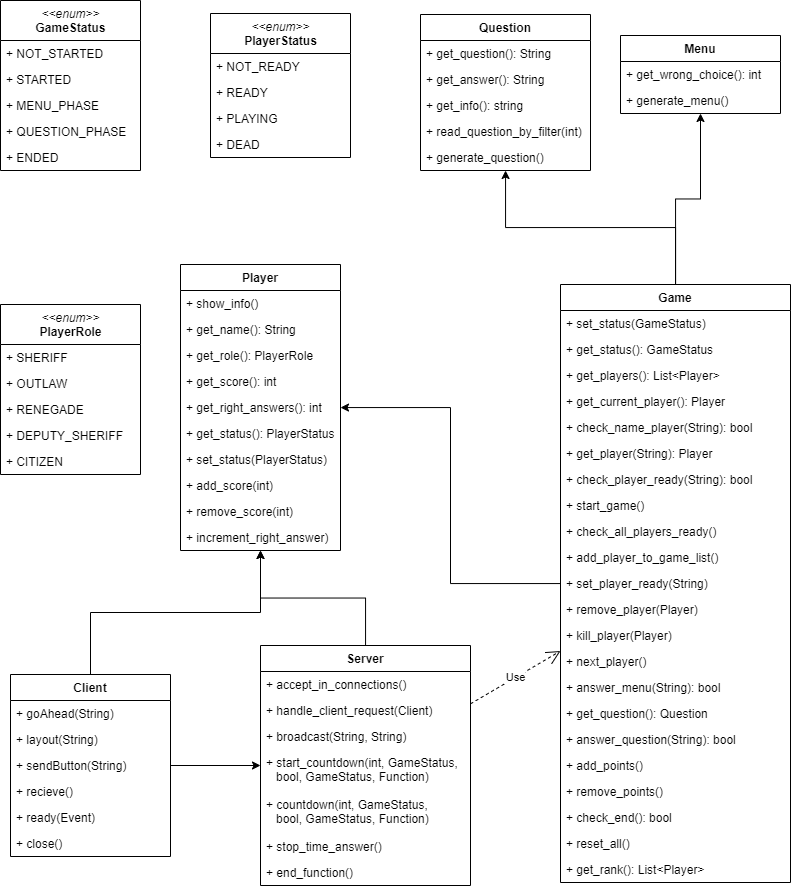 <<enum>>
GameStatus
+ NOT_STARTED
+ STARTED
+ MENU_PHASE
+ QUESTION_PHASE
+ ENDED
<<enum>>
PlayerStatus
+ NOT_READY
+ READY
+ PLAYING
+ DEAD
Question
+ get_question(): String
+ get_answer(): String
+ get_info(): string
+ read_question_by_filter(int)
+ generate_question()
Menu
+ get_wrong_choice(): int
+ generate_menu()
<<enum>>
PlayerRole
+ SHERIFF
+ OUTLAW
+ RENEGADE
+ DEPUTY_SHERIFF
+ CITIZEN
Player
+ show_info()
+ get_name(): String
+ get_role(): PlayerRole
+ get_score(): int
+ get_right_answers(): int
+ get_status(): PlayerStatus
+ set_status(PlayerStatus)
+ add_score(int)
+ remove_score(int)
+ increment_right_answer)
Game
+ set_status(GameStatus)
+ get_status(): GameStatus
+ get_players(): List<Player>
+ get_current_player(): Player
+ check_name_player(String): bool
+ get_player(String): Player
+ check_player_ready(String): bool
+ start_game()
+ check_all_players_ready()
+ add_player_to_game_list()
+ set_player_ready(String)
+ remove_player(Player)
+ kill_player(Player)
+ next_player()
+ answer_menu(String): bool
+ get_question(): Question
+ answer_question(String): bool
+ add_points()
+ remove_points()
+ check_end(): bool
+ reset_all()
+ get_rank(): List<Player>
Client
+ goAhead(String)
+ layout(String)
+ sendButton(String)
+ recieve()
+ ready(Event)
+ close()
Server
+ accept_in_connections()
+ handle_client_request(Client)
+ broadcast(String, String)
+ start_countdown(int, GameStatus,
bool, GameStatus, Function)
+ countdown(int, GameStatus,
bool, GameStatus, Function)
+ stop_time_answer()
+ end_function()
Use